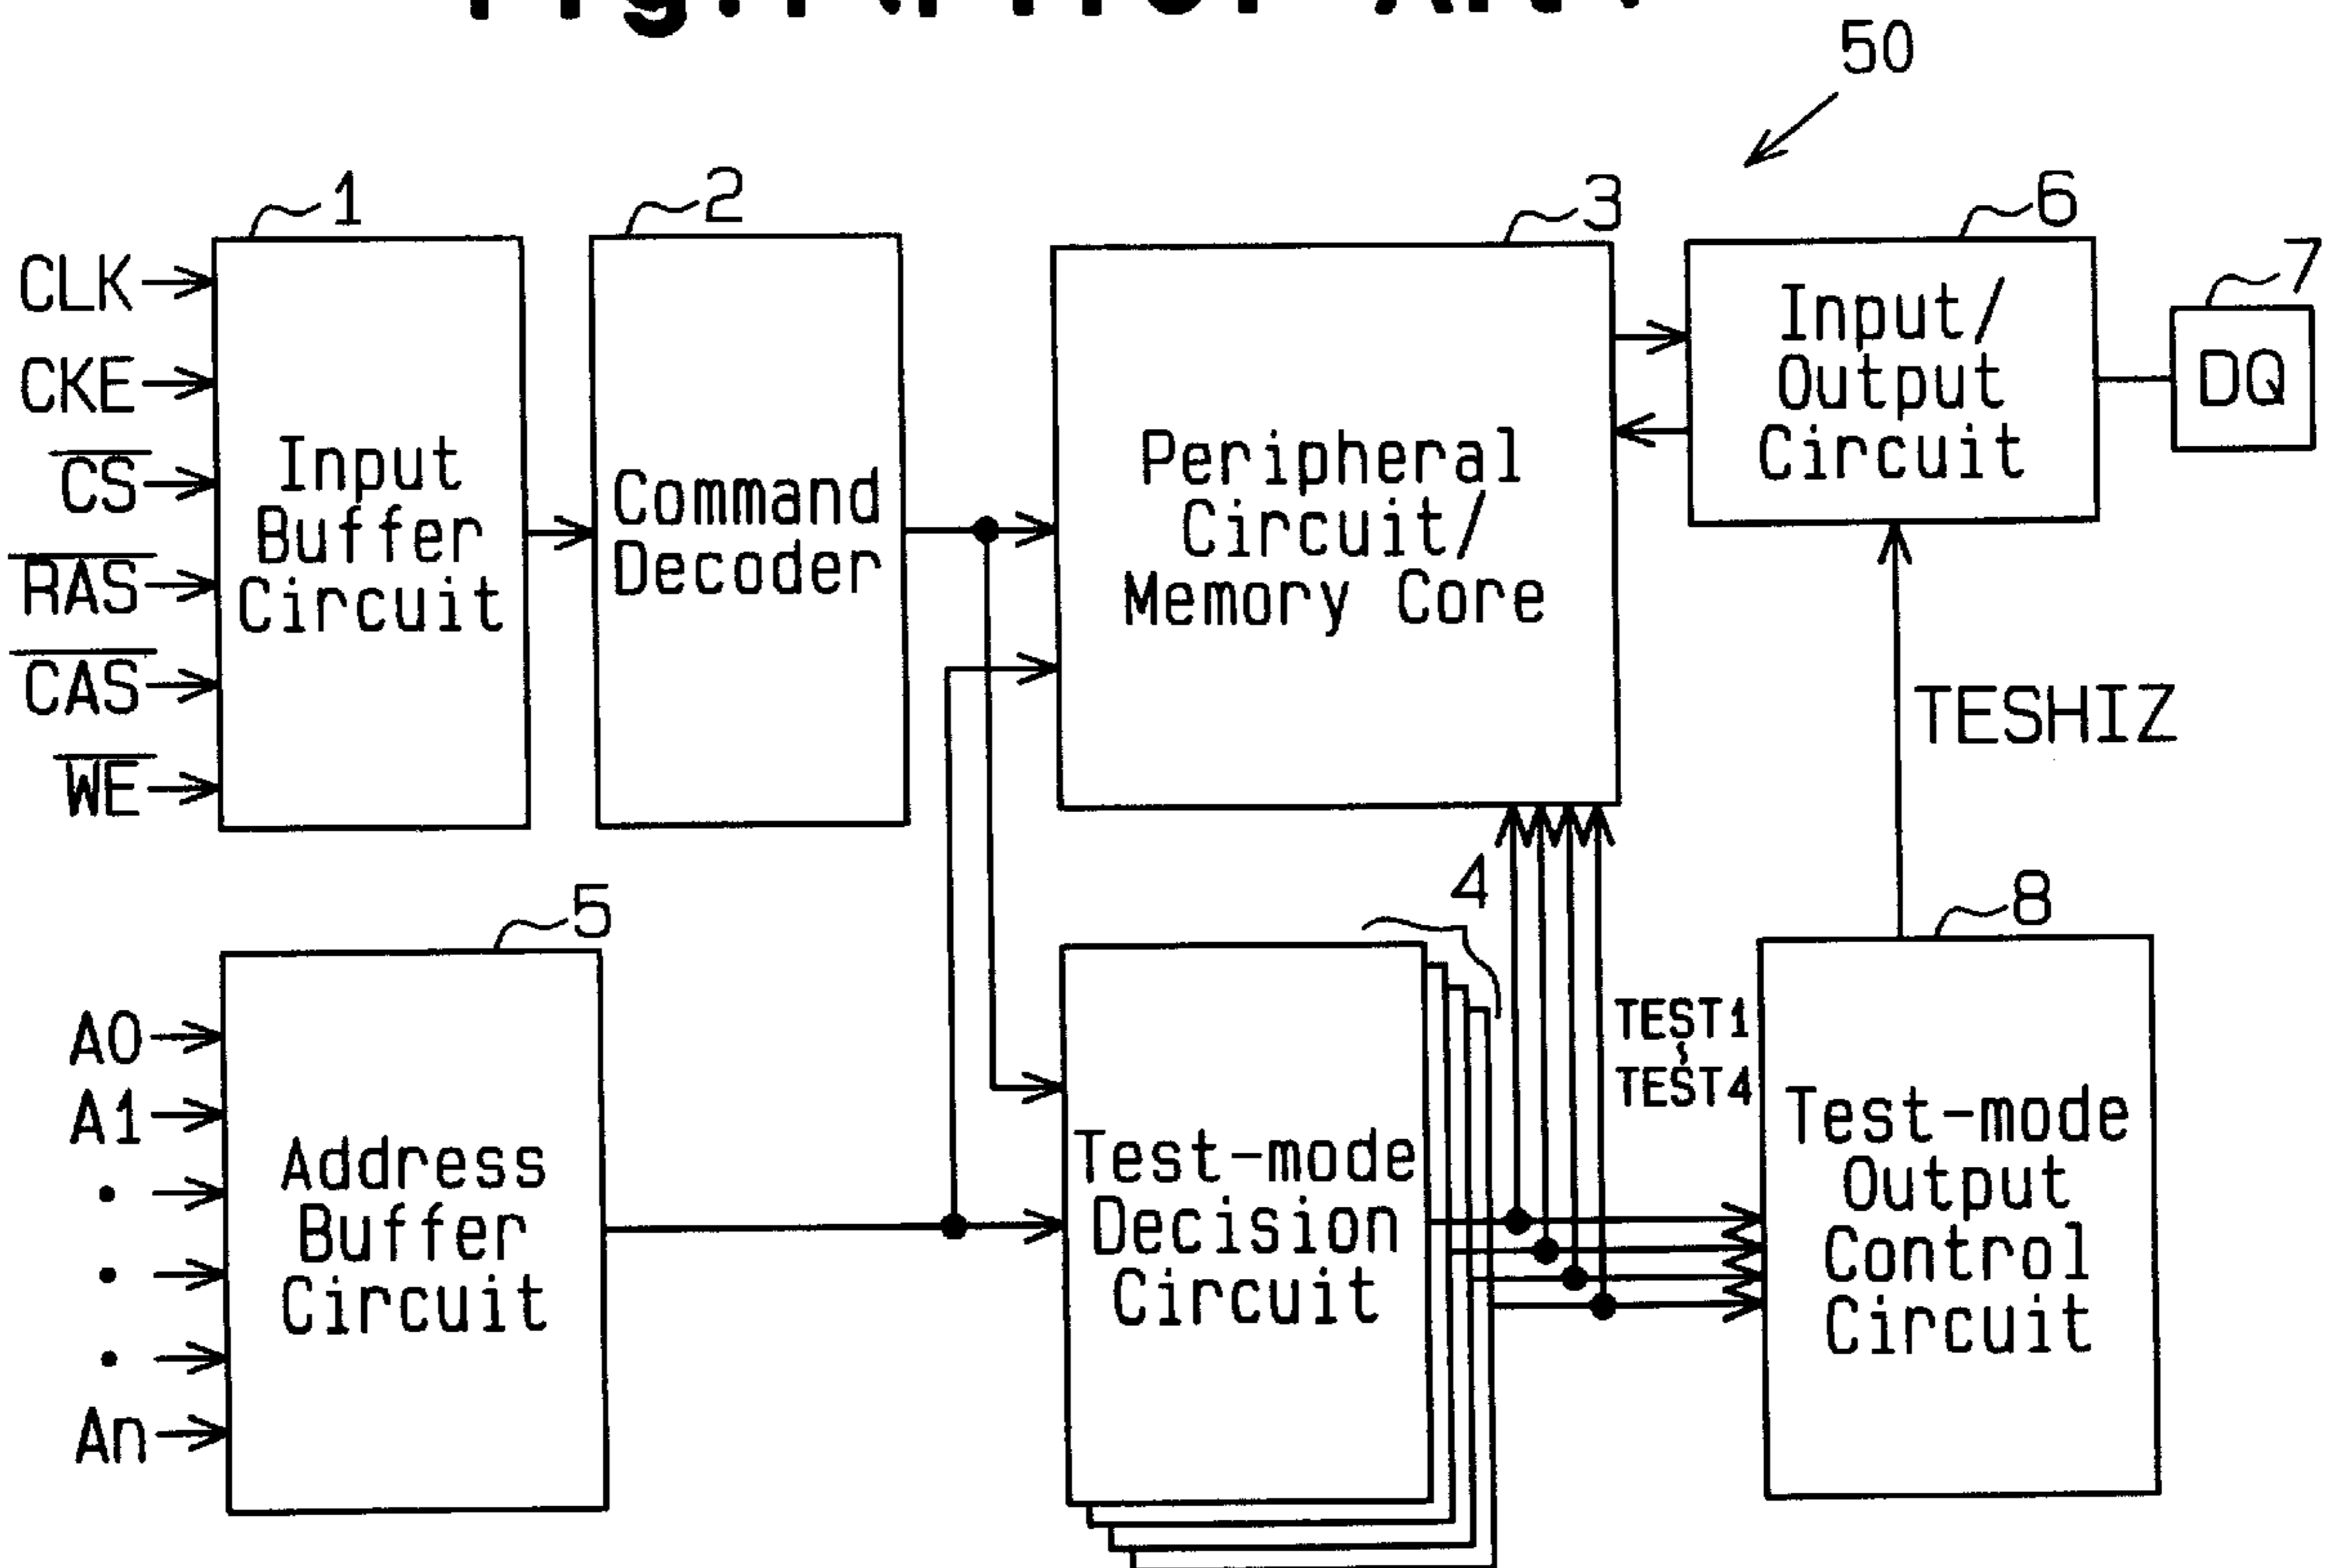 50
1
2
3
6
7
CLK
CKE
CS
RAS
CAS
WE
Input
Buffer
Circuit
Command
Decoder
Peripheral
Circuit/
Memory Core
Input/
Output
Circuit
DQ
TESHIZ
5
4
8
A0
A1
An
Address
Buffer
Circuit
Test-mode
Decision
Circuit
TEST1
TEST4
Test-mode
Output
Control
Circuit